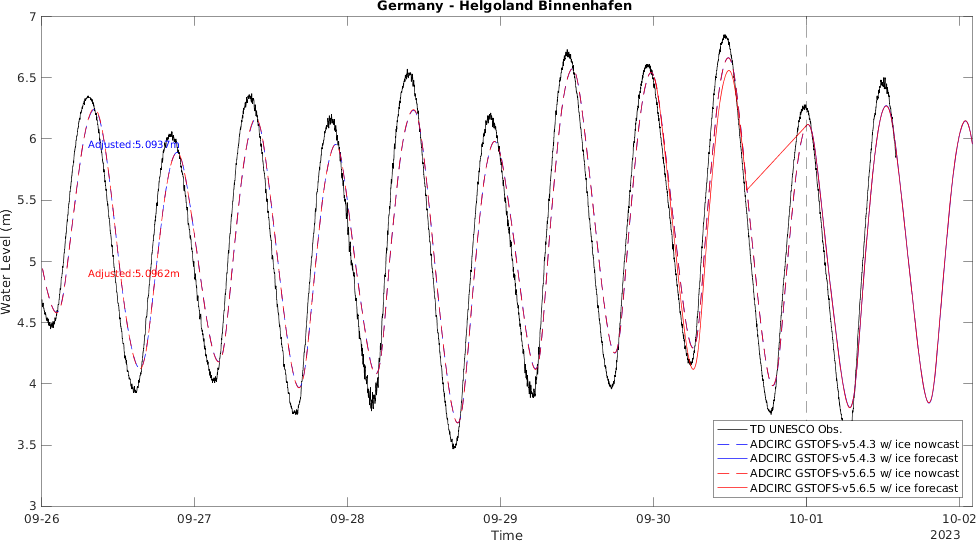 Germany - Helgoland Binnenhafen
7
6.5
6
5.5
5
4.5
4
3.5
3
Water Level (m)
Adjusted:5.0937m
Adjusted:5.0962m
TD UNESCO Obs.
ADCIRC GSTOFS-v5.4.3 w/ ice nowcast
ADCIRC GSTOFS-v5.4.3 w/ ice forecast
ADCIRC GSTOFS-v5.6.5 w/ ice nowcast
ADCIRC GSTOFS-v5.6.5 w/ ice forecast
09-26 09-27 09-28 09-29 09-30 10-01 10-02
Time
2023